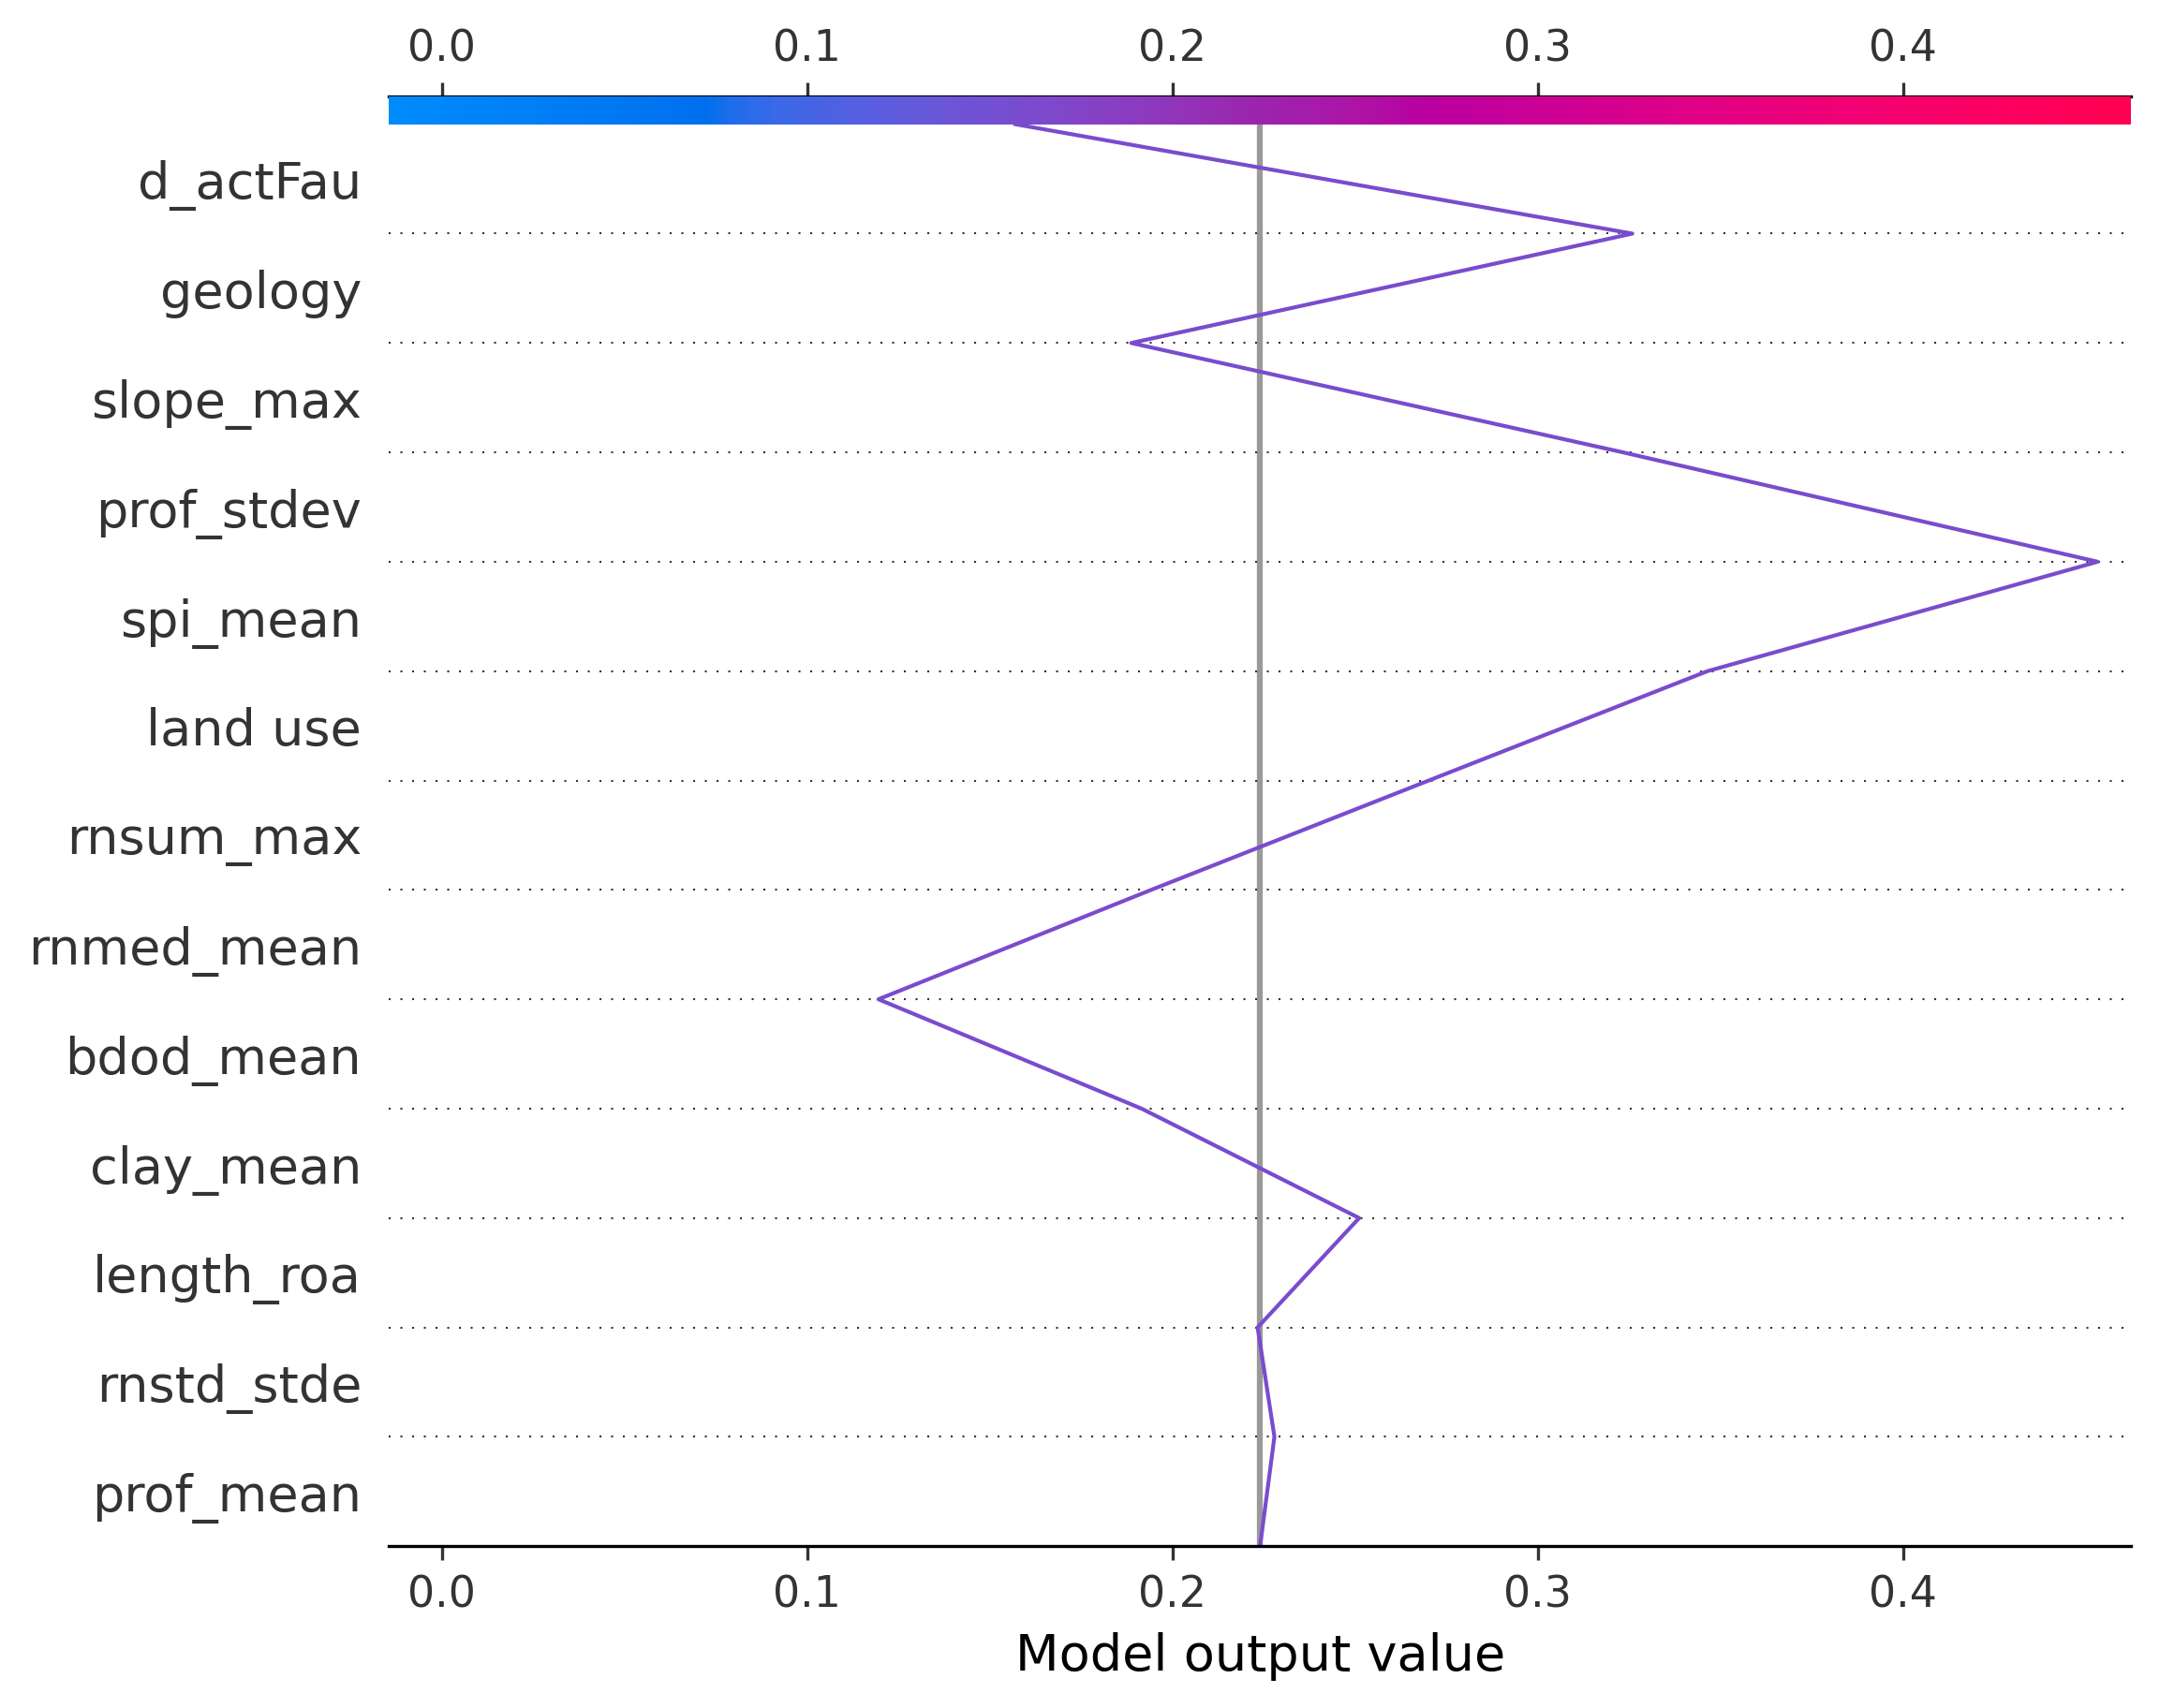 0.0 0.1 0.2 0.3 0.4
d_actFau
geology
slope_max
prof_stdev
spi_mean
land use
rnsum_max
rnmed_mean
bdod_mean
clay_mean
length_roa
rnstd_stde
prof_mean
0.0 0.1 0.2 0.3 0.4
Model output value